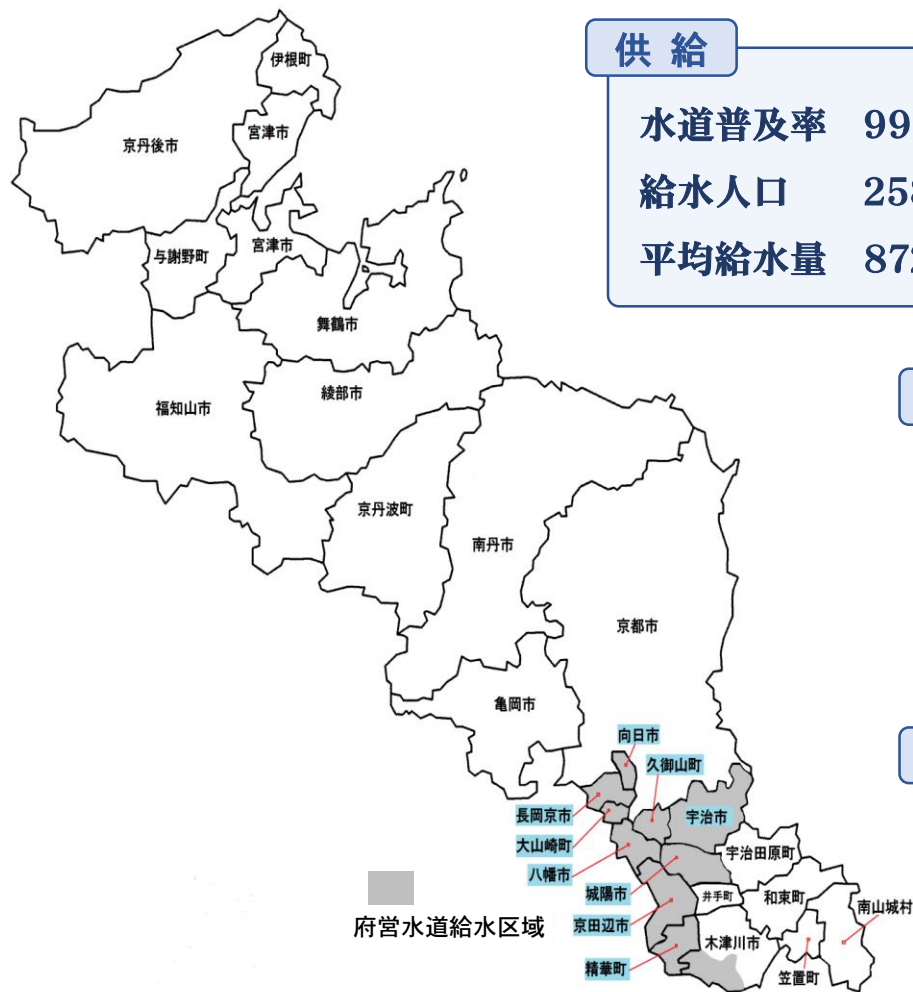 供 給
水道普及率 99
給水人口 253
平均給水量 872
伊根町
宮津市
京丹後市
与謝野町
宮津市
舞鶴市
綾部市
福知山市
京丹波町
南丹市
京都市
亀岡市
向日市
久御山町
長岡京市
宇治市
大山崎町
八幡市
宇治田原町
城陽市
井手町
和束町
南山城村
京田辺市
木津川市
精華町
笠置町
府営水道給水区域